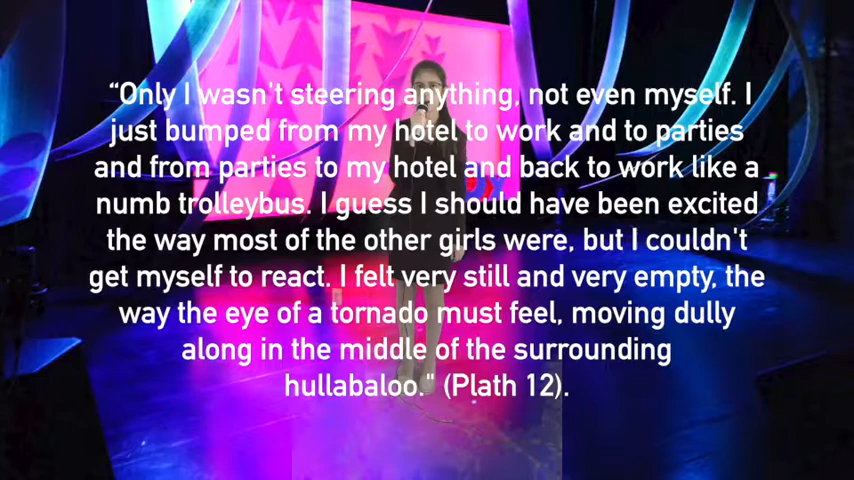 “Only I wasn't steering anything, not even myself. I
just bumped from my hotel to work and to parties
and from parties to my hotel and back to work like a
numb trolleybus. I guess I should have been excited
the way most of the other girls were, but I couldn't
get myself to react. I felt very still and very empty, the
way the eye of a tornado must feel, moving dully
along in the middle of the surrounding
hullabaloo." (Plath 12).